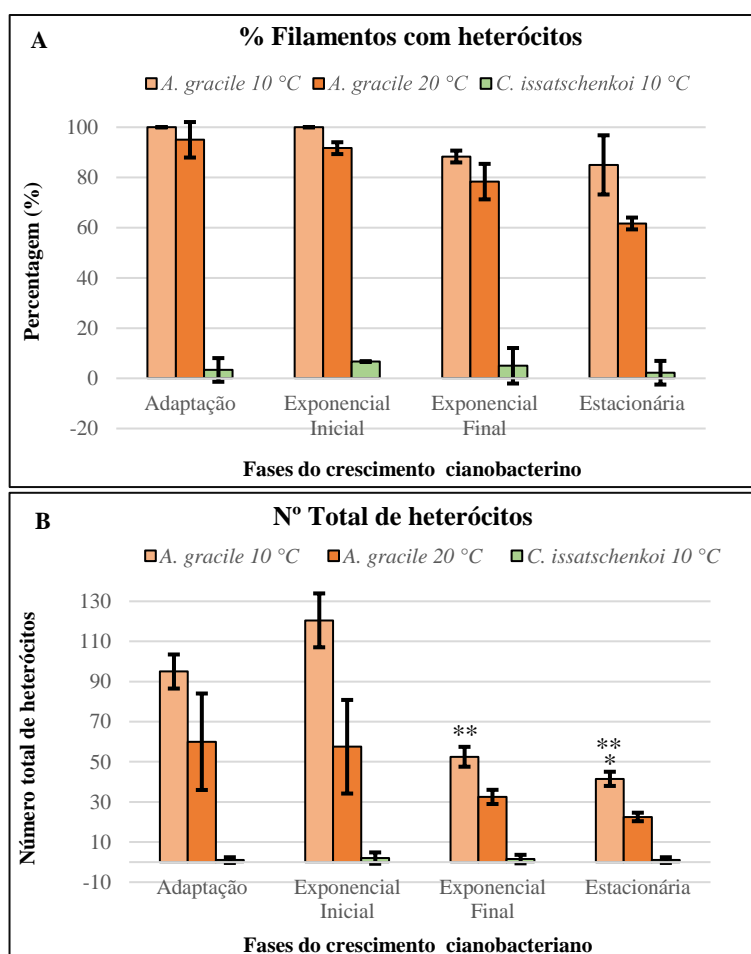 A
% Filamentos com heterócitos
A. gracile 10 °C
A. gracile 20 °C
C. issatschenkoi 10 °C
Percentagem (%)
100
80
60
40
20
0
-20
Adaptação
Exponencial
Inicial
Exponencial
Final
Estacionária
Fases do crescimento cianobacterino
B
Nº Total de heterócitos
A. gracile 10 °C
A. gracile 20 °C
C. issatschenkoi 10 °C
Número total de heterócitos
130
110
90
70
50
30
10
-10
**
**
*
Adaptação
Exponencial
Inicial
Exponencial
Final
Estacionária
Fases do crescimento cianobacteriano